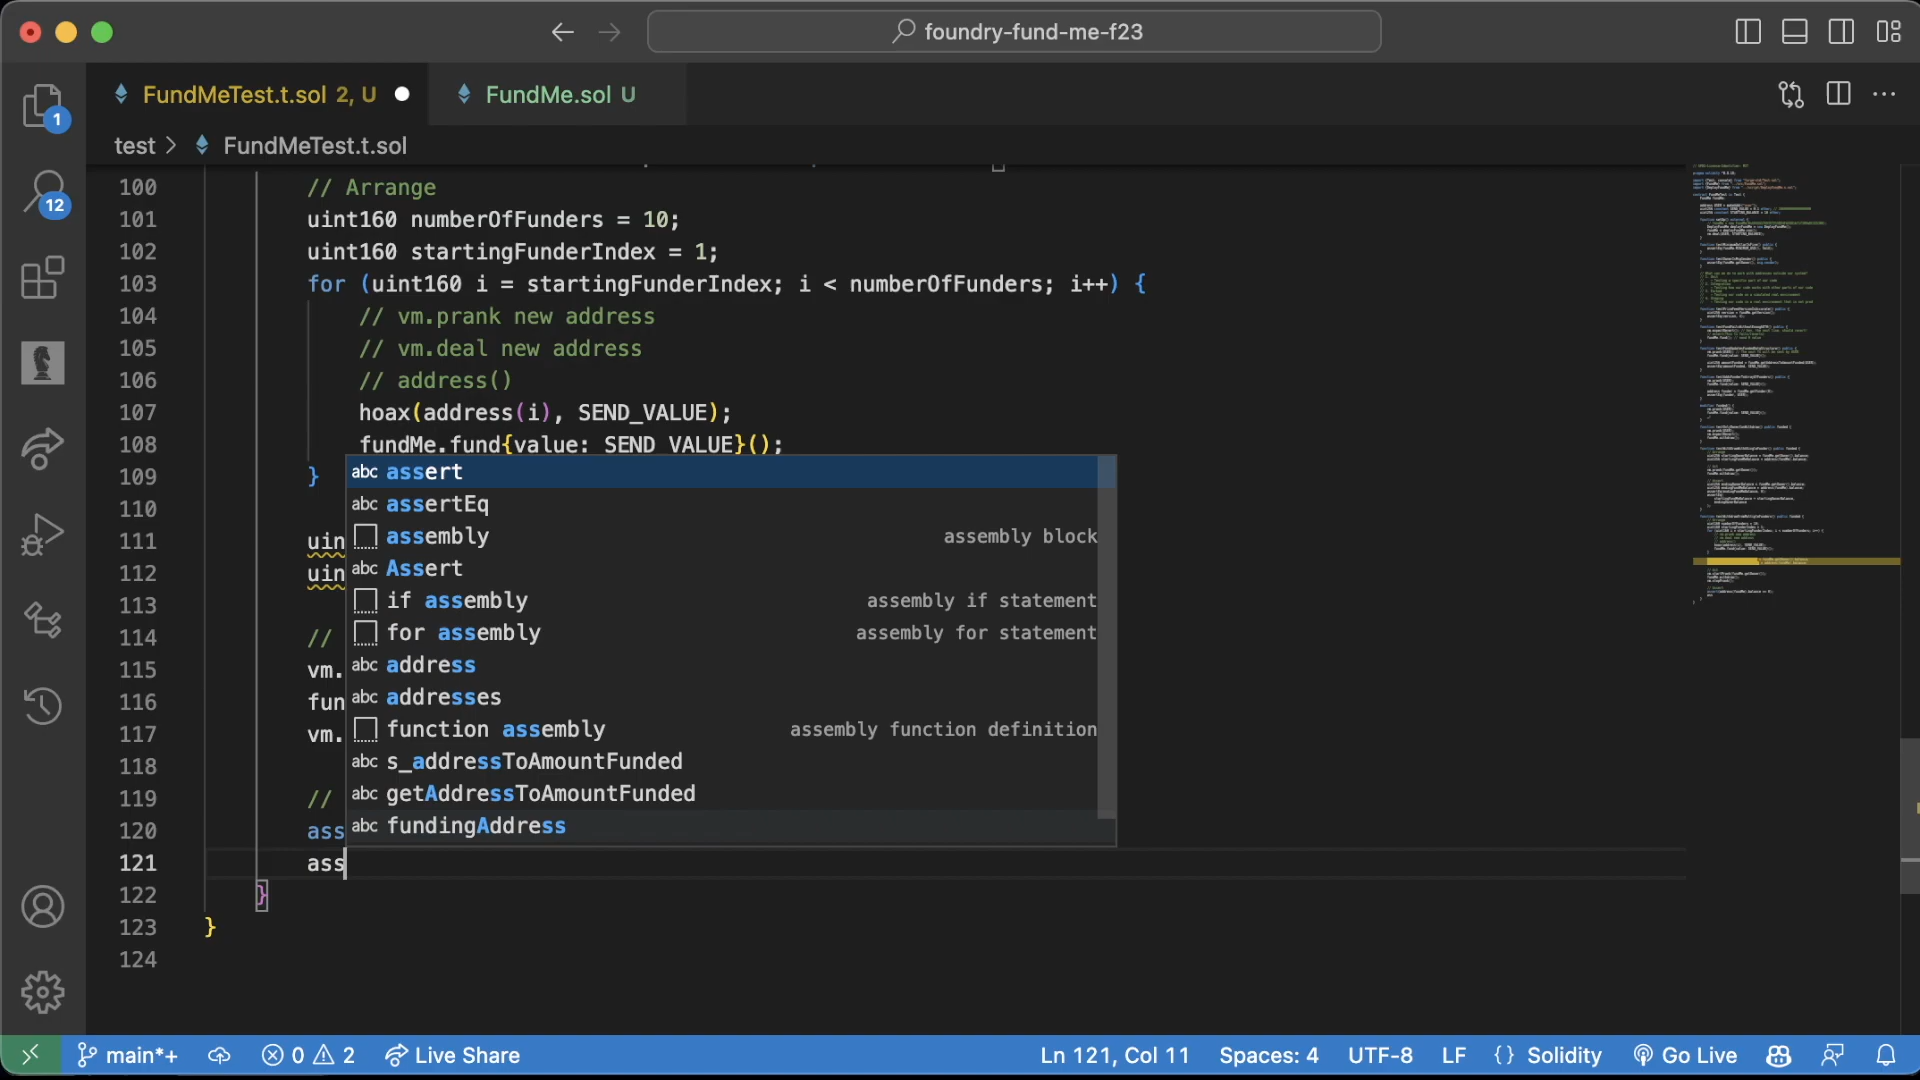 foundry-fund-me-f23
FundMeTest.t.sol 2, U
FundMe.sol U
test > FundMeTest.t.sol
1
12
100 // Arrange
101 uint160 numberOfFunders = 10;
102 uint160 startingFunderIndex = 1;
103 for (uint160 i = startingFunderIndex; i < numberOfFunders; i++) {
104 // vm.prank new address
105 // vm.deal new address
106 // address()
107 hoax(address(i), SEND_VALUE);
108 fundMe.fund{value: SEND_VALUE}();
109 }
110
111 uin
112 uin
113
114 //
115 vm.
116 fun
117 vm.
118
119 //
120 ass
121 ass
122 }
123 }
124
abc assert
abc assertEq
assembly assembly block
abc Assert
if assembly assembly if statement
for assembly assembly for statement
abc address
abc addresses
function assembly assembly function definition
abc s_addressToAmountFunded
abc getAddressToAmountFunded
abc fundingAddress
main*+ 0 2 Live Share Ln 121, Col 11 Spaces: 4 UTF-8 LF {} Solidity Go Live